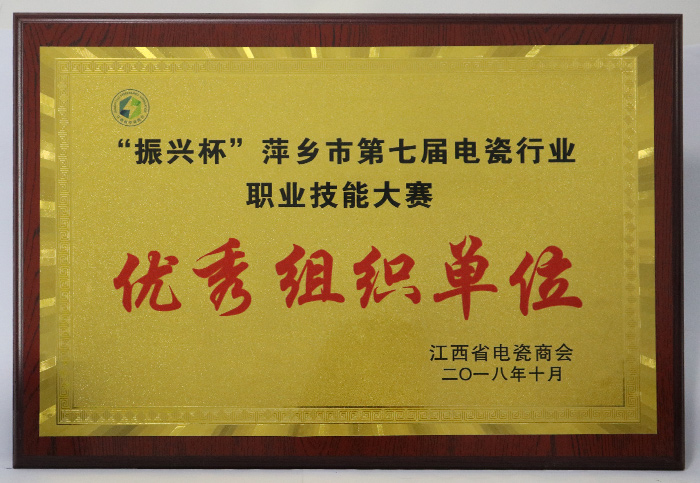 “振兴杯”萍乡市第七届电瓷行业
职业技能大赛
优秀组织单位
江西省电瓷商会
二〇一八年十月